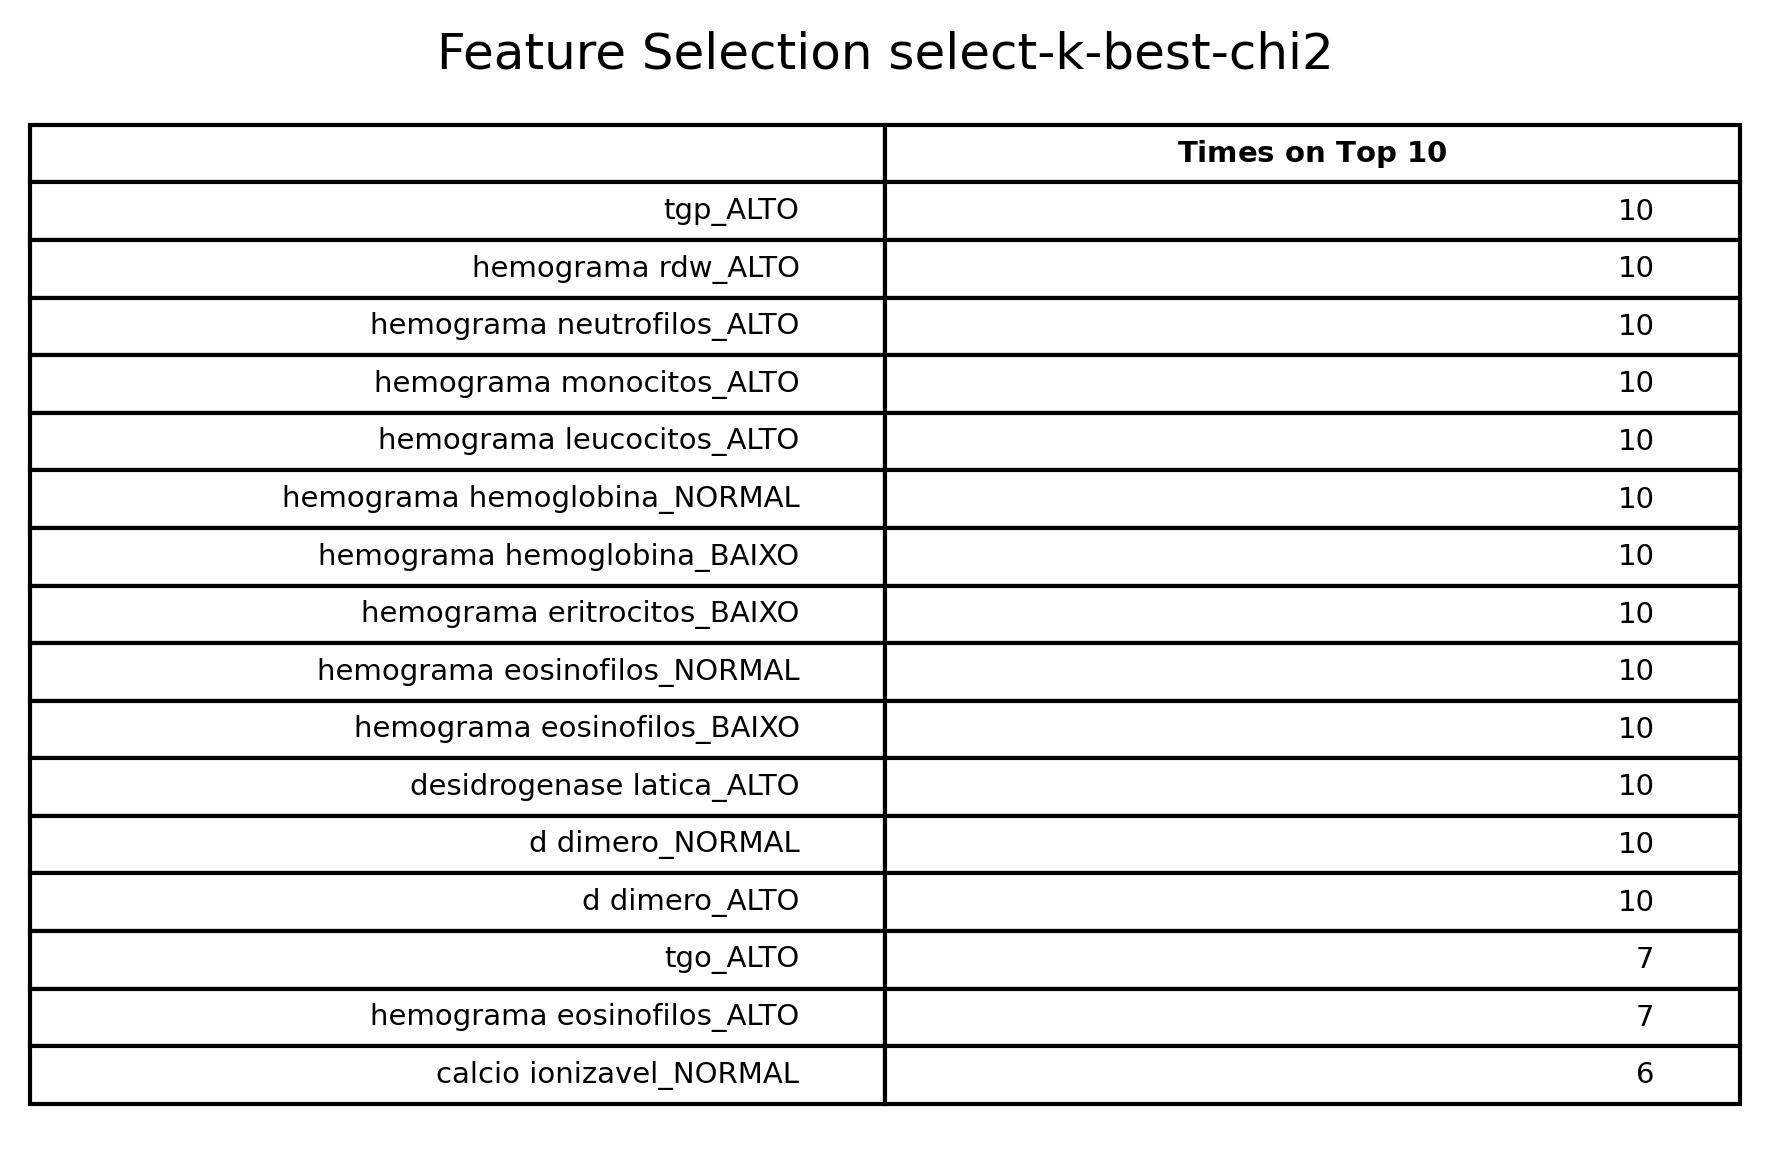 Feature Selection select-k-best-chi2
Times on Top 10
tgp_ALTO 10
hemograma rdw_ALTO 10
hemograma neutrofilos_ALTO 10
hemograma monocitos_ALTO 10
hemograma leucocitos_ALTO 10
hemograma hemoglobina_NORMAL 10
hemograma hemoglobina_BAIXO 10
hemograma eritrocitos_BAIXO 10
hemograma eosinofilos_NORMAL 10
hemograma eosinofilos_BAIXO 10
desidrogenase latica_ALTO 10
d dimero_NORMAL 10
d dimero_ALTO 10
tgo_ALTO 7
hemograma eosinofilos_ALTO 7
calcio ionizavel_NORMAL 6